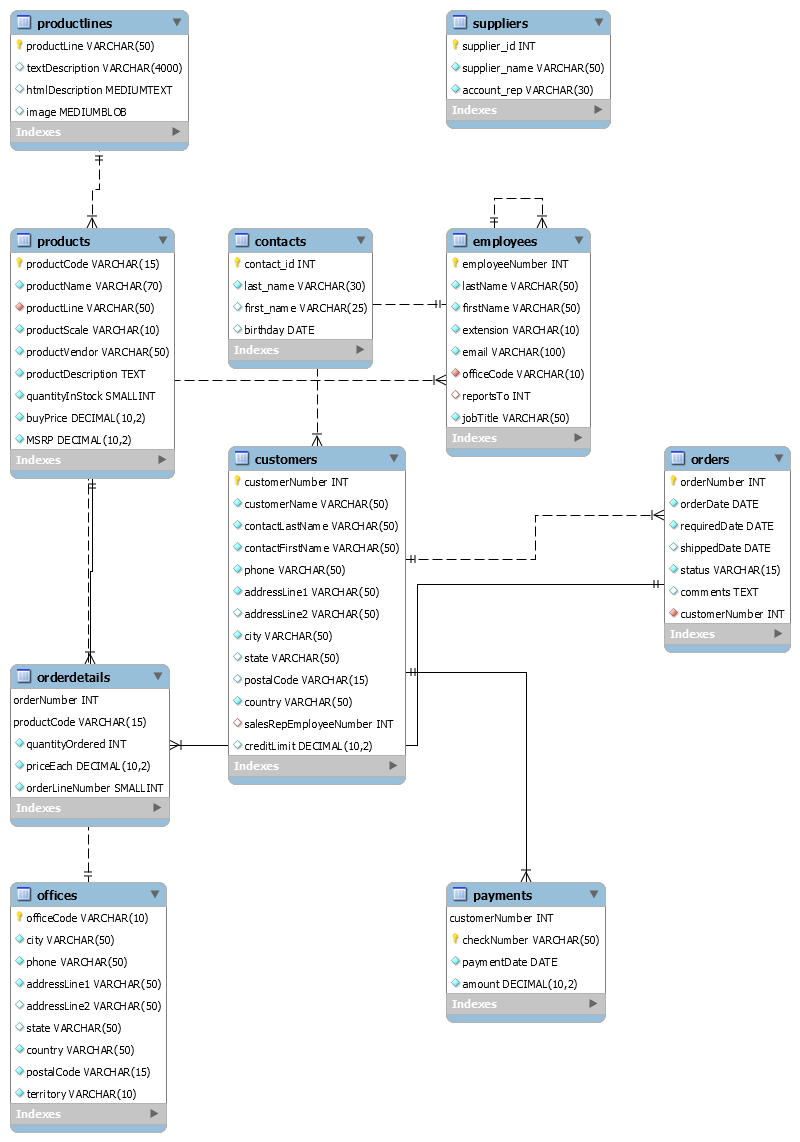 productlines
productLine VARCHAR(50)
textDescription VARCHAR(4000)
htmlDescription MEDIUMTEXT
image MEDIUMBLOB
Indexes
suppliers
supplier_id INT
supplier_name VARCHAR(50)
account_rep VARCHAR(30)
Indexes
products
productCode VARCHAR(15)
productName VARCHAR(70)
productLine VARCHAR(50)
productScale VARCHAR(10)
productVendor VARCHAR(50)
productDescription TEXT
quantityInStock SMALLINT
buyPrice DECIMAL(10,2)
MSRP DECIMAL(10,2)
Indexes
contacts
contact_id INT
last_name VARCHAR(30)
first_name VARCHAR(25)
birthday DATE
Indexes
employees
employeeNumber INT
lastName VARCHAR(50)
firstName VARCHAR(50)
extension VARCHAR(10)
email VARCHAR(100)
officeCode VARCHAR(10)
reportsTo INT
jobTitle VARCHAR(50)
Indexes
customers
customerNumber INT
customerName VARCHAR(50)
contactLastName VARCHAR(50)
contactFirstName VARCHAR(50)
phone VARCHAR(50)
addressLine1 VARCHAR(50)
addressLine2 VARCHAR(50)
city VARCHAR(50)
state VARCHAR(50)
postalCode VARCHAR(15)
country VARCHAR(50)
salesRepEmployeeNumber INT
creditLimit DECIMAL(10,2)
Indexes
orders
orderNumber INT
orderDate DATE
requiredDate DATE
shippedDate DATE
status VARCHAR(15)
comments TEXT
customerNumber INT
Indexes
orderdetails
orderNumber INT
productCode VARCHAR(15)
quantityOrdered INT
priceEach DECIMAL(10,2)
orderLineNumber SMALLINT
Indexes
offices
officeCode VARCHAR(10)
city VARCHAR(50)
phone VARCHAR(50)
addressLine1 VARCHAR(50)
addressLine2 VARCHAR(50)
state VARCHAR(50)
country VARCHAR(50)
postalCode VARCHAR(15)
territory VARCHAR(10)
Indexes
payments
customerNumber INT
checkNumber VARCHAR(50)
paymentDate DATE
amount DECIMAL(10,2)
Indexes